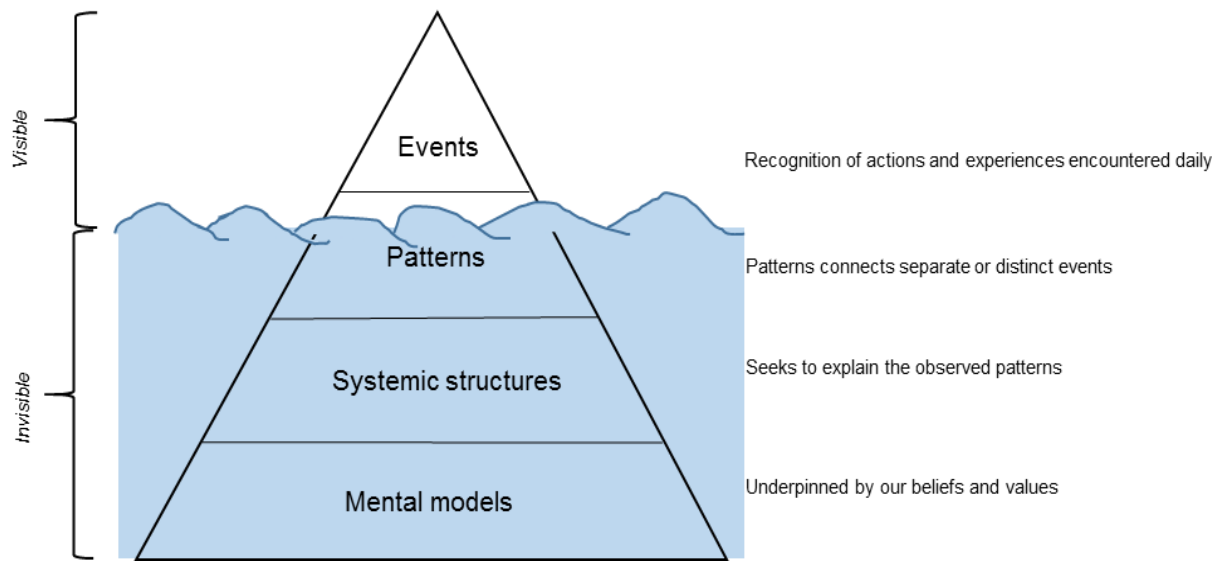 Visible
Events
Recognition of actions and experiences encountered daily
Patterns
Patterns connects separate or distinct events
Invisible
Systemic structures
Seeks to explain the observed patterns
Mental models
Underpinned by our beliefs and values